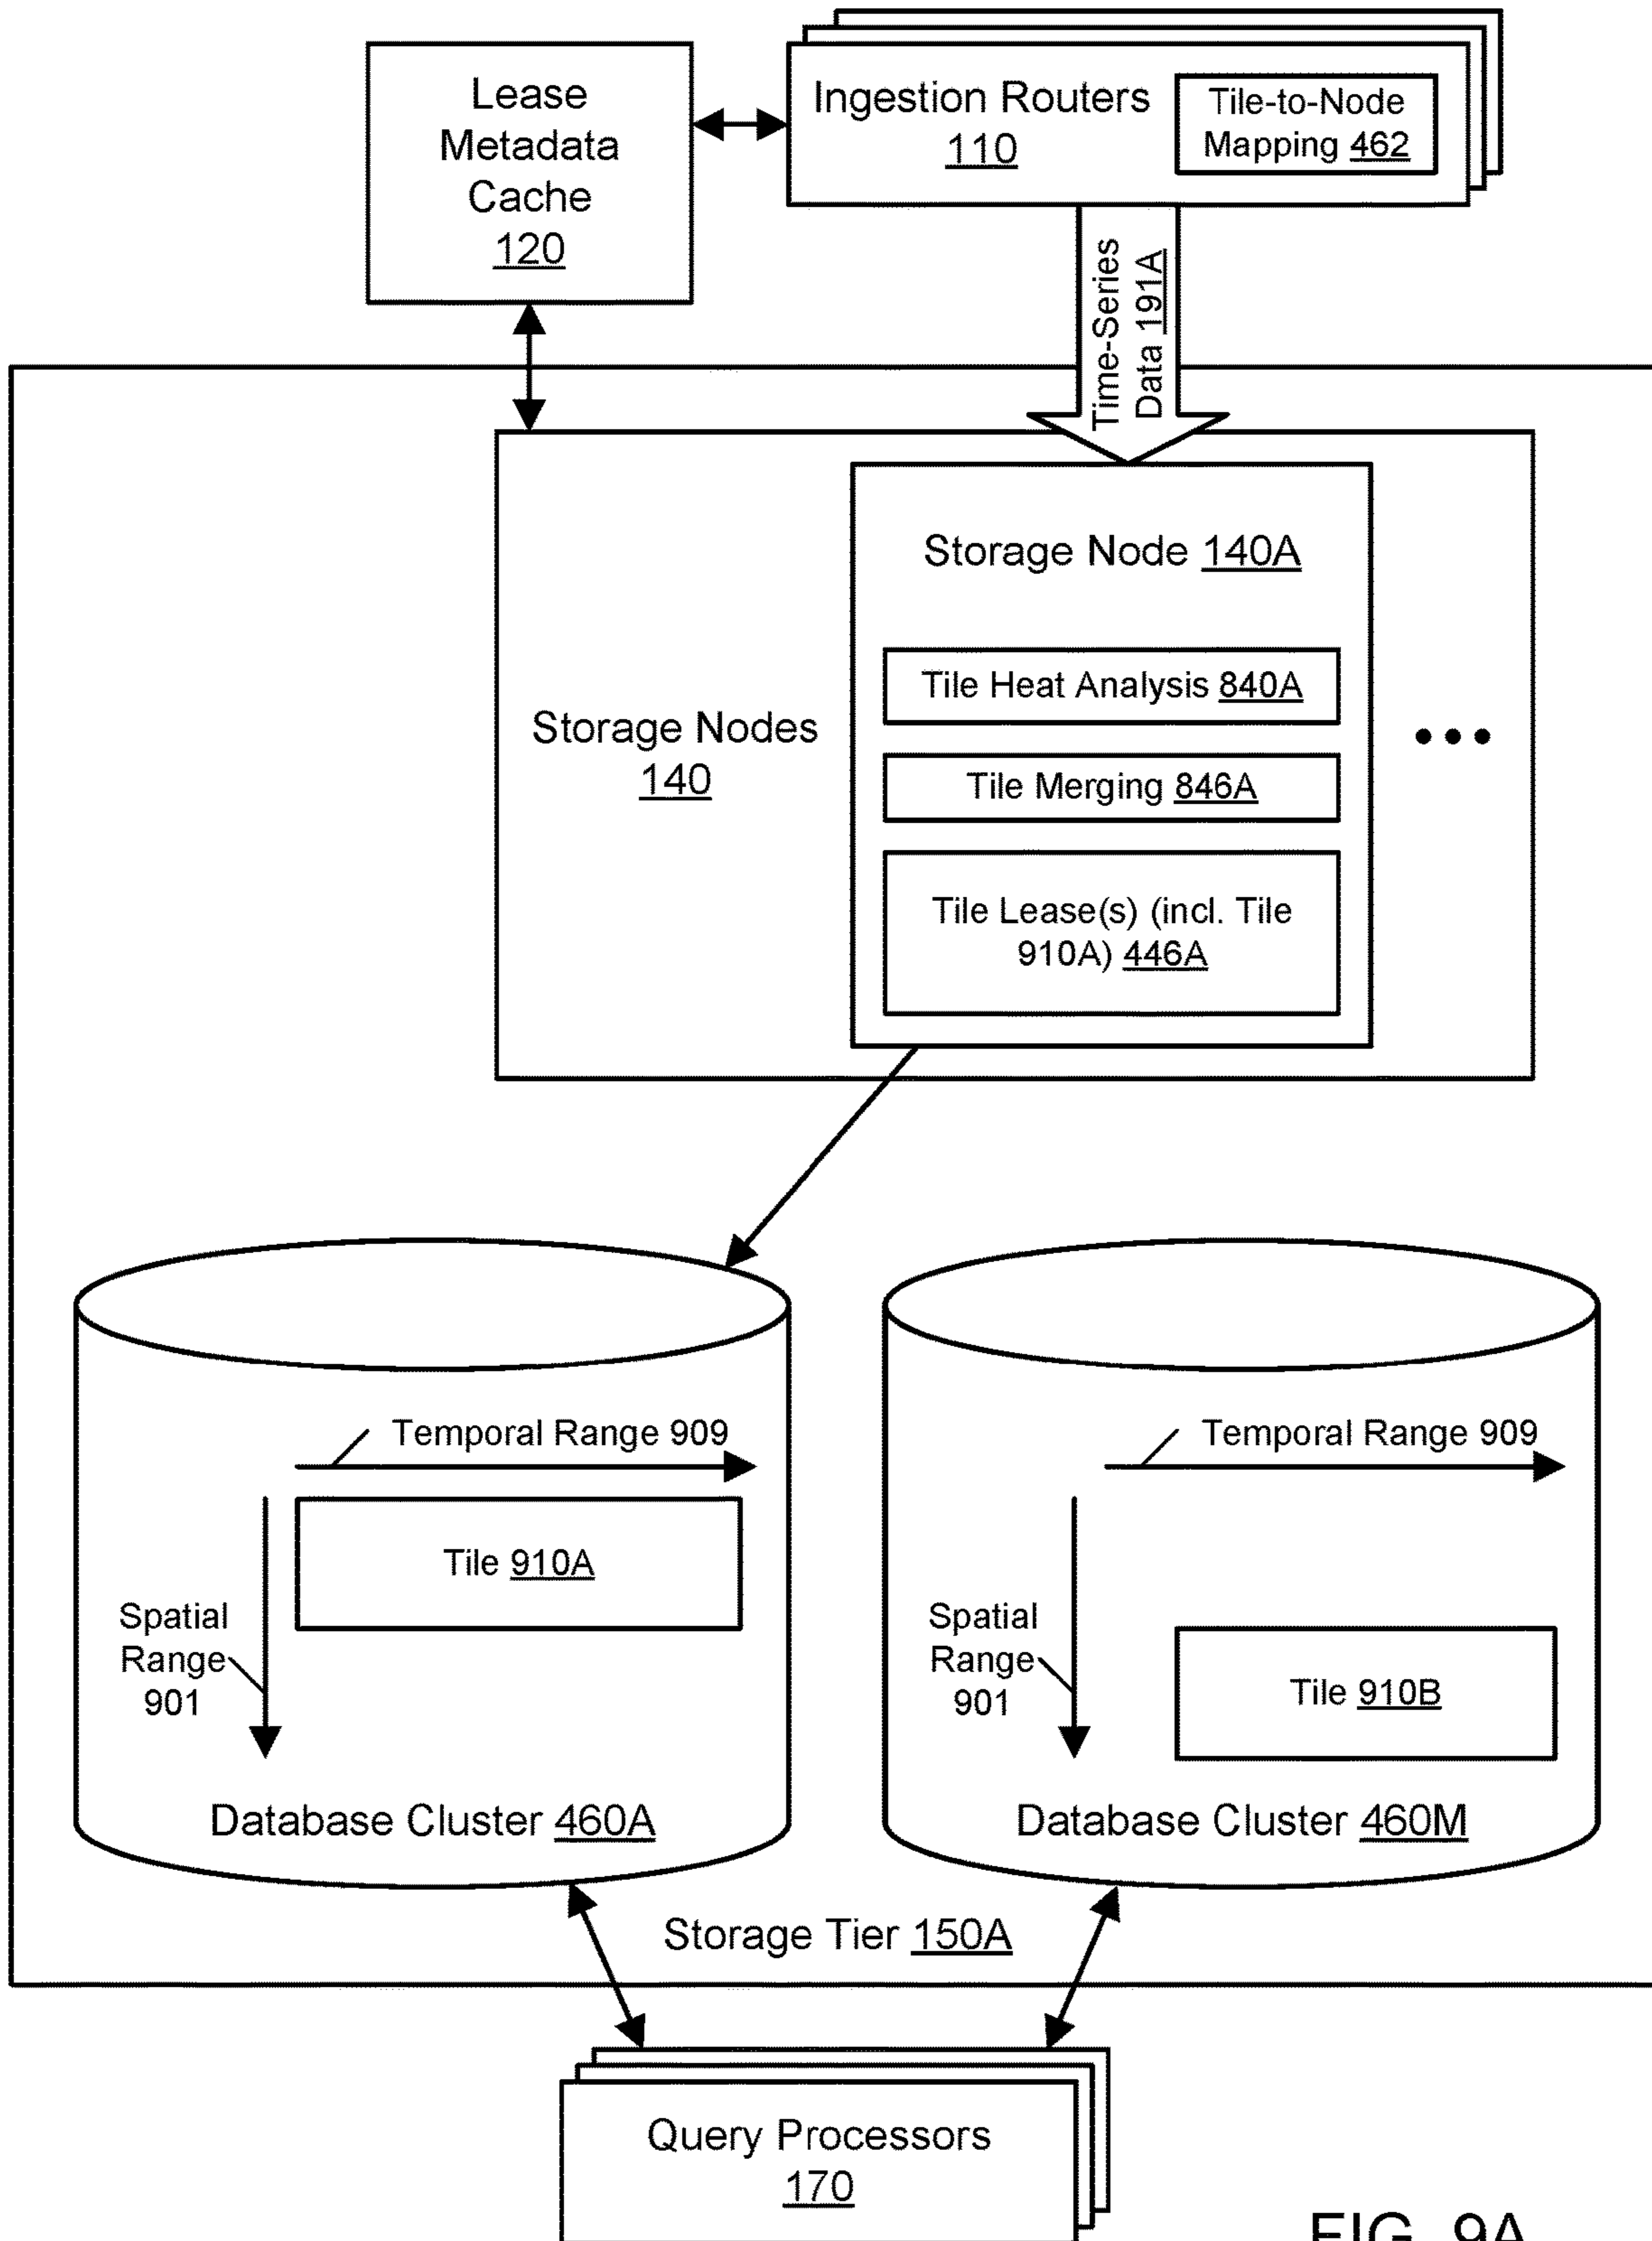 Lease
Metadata
Cache
120
Ingestion Routers
110
Tile-to-Node
Mapping 462
Time-Series
Data 191A
Storage Node 140A
Tile Heat Analysis 840A
Tile Merging 846A
Tile Lease(s) (incl. Tile
910A) 446A
Storage Nodes
140
Temporal Range 909
Tile 910A
Spatial
Range
901
Database Cluster 460A
Temporal Range 909
Spatial
Range
901
Tile 910B
Database Cluster 460M
Storage Tier 150A
Query Processors
170
FIG. 9A